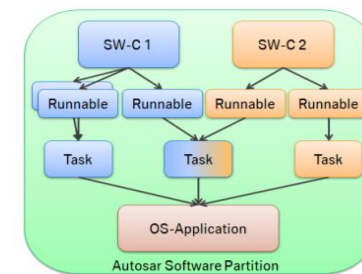 SW-C 1
SW-C 2
Runnable
Runnable
Runnable
Runnable
Task
Task
Task
OS-Application
Autosar Software Partition